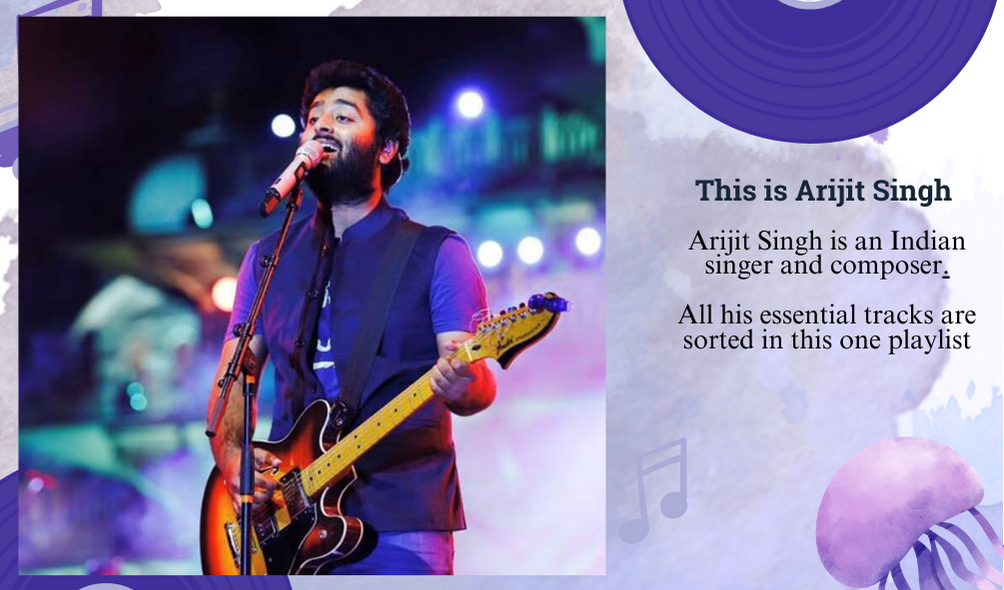 This is Arijit Singh
Arijit Singh is an Indian
singer and composer.
All his essential tracks are
sorted in this one playlist